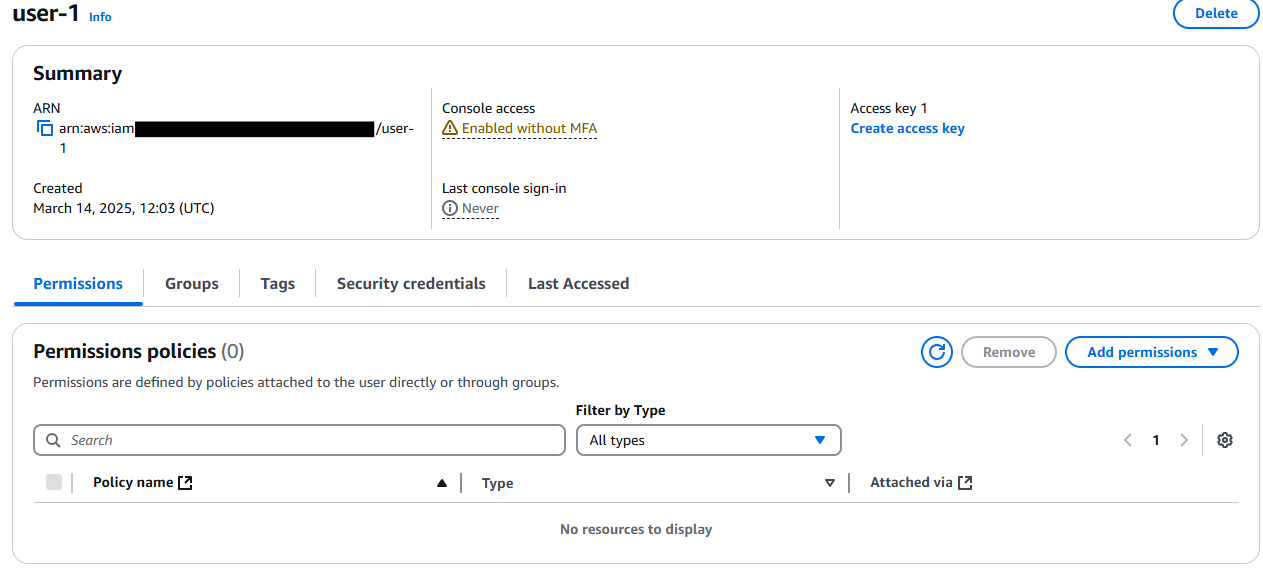 user-1 Info Delete
Summary
ARN
arn:aws:iam /user-
1
Console access
Enabled without MFA
Access key 1
Create access key
Created
March 14, 2025, 12:03 (UTC)
Last console sign-in
Never
Permissions Groups Tags Security credentials Last Accessed
Permissions policies (0) Remove Add permissions
Permissions are defined by policies attached to the user directly or through groups.
Filter by Type
Search All types 1
Policy name Type Attached via
No resources to display